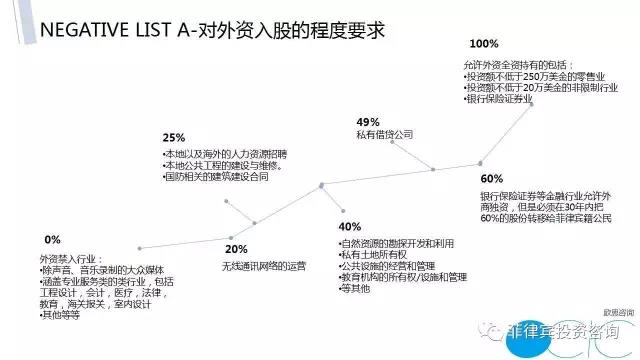 NEGATIVE LIST A-对外资入股的程度要求
100%
允许外资全资持有的包括：
•投资额不低于250万美金的零售业
•投资额不低于20万美金的非限制行业
•银行保险证券业
49%
私有借贷公司
25%
•本地以及海外的人力资源招聘
•本地公共工程的建设与维修。
•国防相关的建筑建设合同
60%
银行保险证券等金融行业允许外
商独资，但是必须在30年内把
60%的股份转移给菲律宾籍公民
40%
•自然资源的勘探开发和利用
•私有土地所有权
•公共设施的经营和管理
•教育机构的所有权/设施和管理
•等其他
20%
无线通讯网络的运营
0%
外资禁入行业：
•除声音、音乐录制的大众媒体
•涵盖专业服务类的类行业，包括
工程设计，会计，医疗，法律，
教育，海关报关，室内设计
•其他等等
欧恩咨询
菲律宾投资咨询